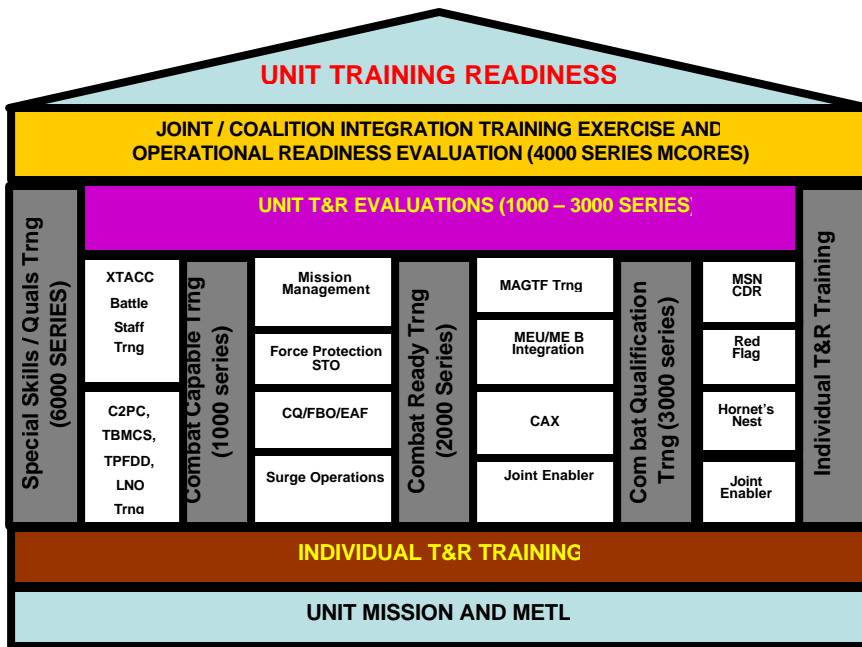 UNIT TRAINING READINESS
JOINT / COALITION INTEGRATION TRAINING EXERCISE AND
OPERATIONAL READINESS EVALUATION (4000 SERIES MCORES)
UNIT T&R EVALUATIONS (1000 – 3000 SERIES)
Special Skills / Quals Trng
(6000 SERIES)
XTACC
Battle
Staff
Trng
C2PC,
TBMCS,
TPFDD,
LNO
Trng
Combat Capable Trng
(1000 series)
Mission
Management
Force Protection
STO
CQ/FBO/EAF
Surge Operations
Combat Ready Trng
(2000 Series)
MAGTF Trng
MEU/ME B
Integration
CAX
Joint Enabler
Com bat Qualification
Trng (3000 series)
MSN
CDR
Red
Flag
Hornet's
Nest
Joint
Enabler
Individual T&R Training
INDIVIDUAL T&R TRAINING
UNIT MISSION AND METL